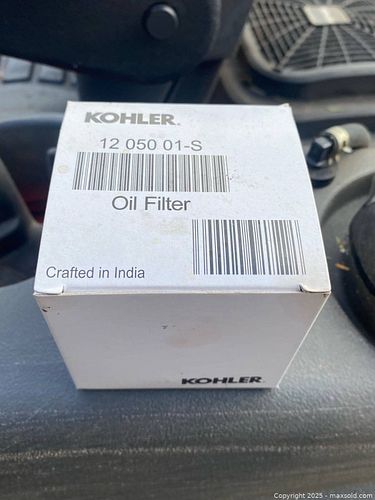 KOHLER.
12 050 01-S
Oil Filter
Crafted in India
KOHLER.
Copyright © 2025 - maxsold.com